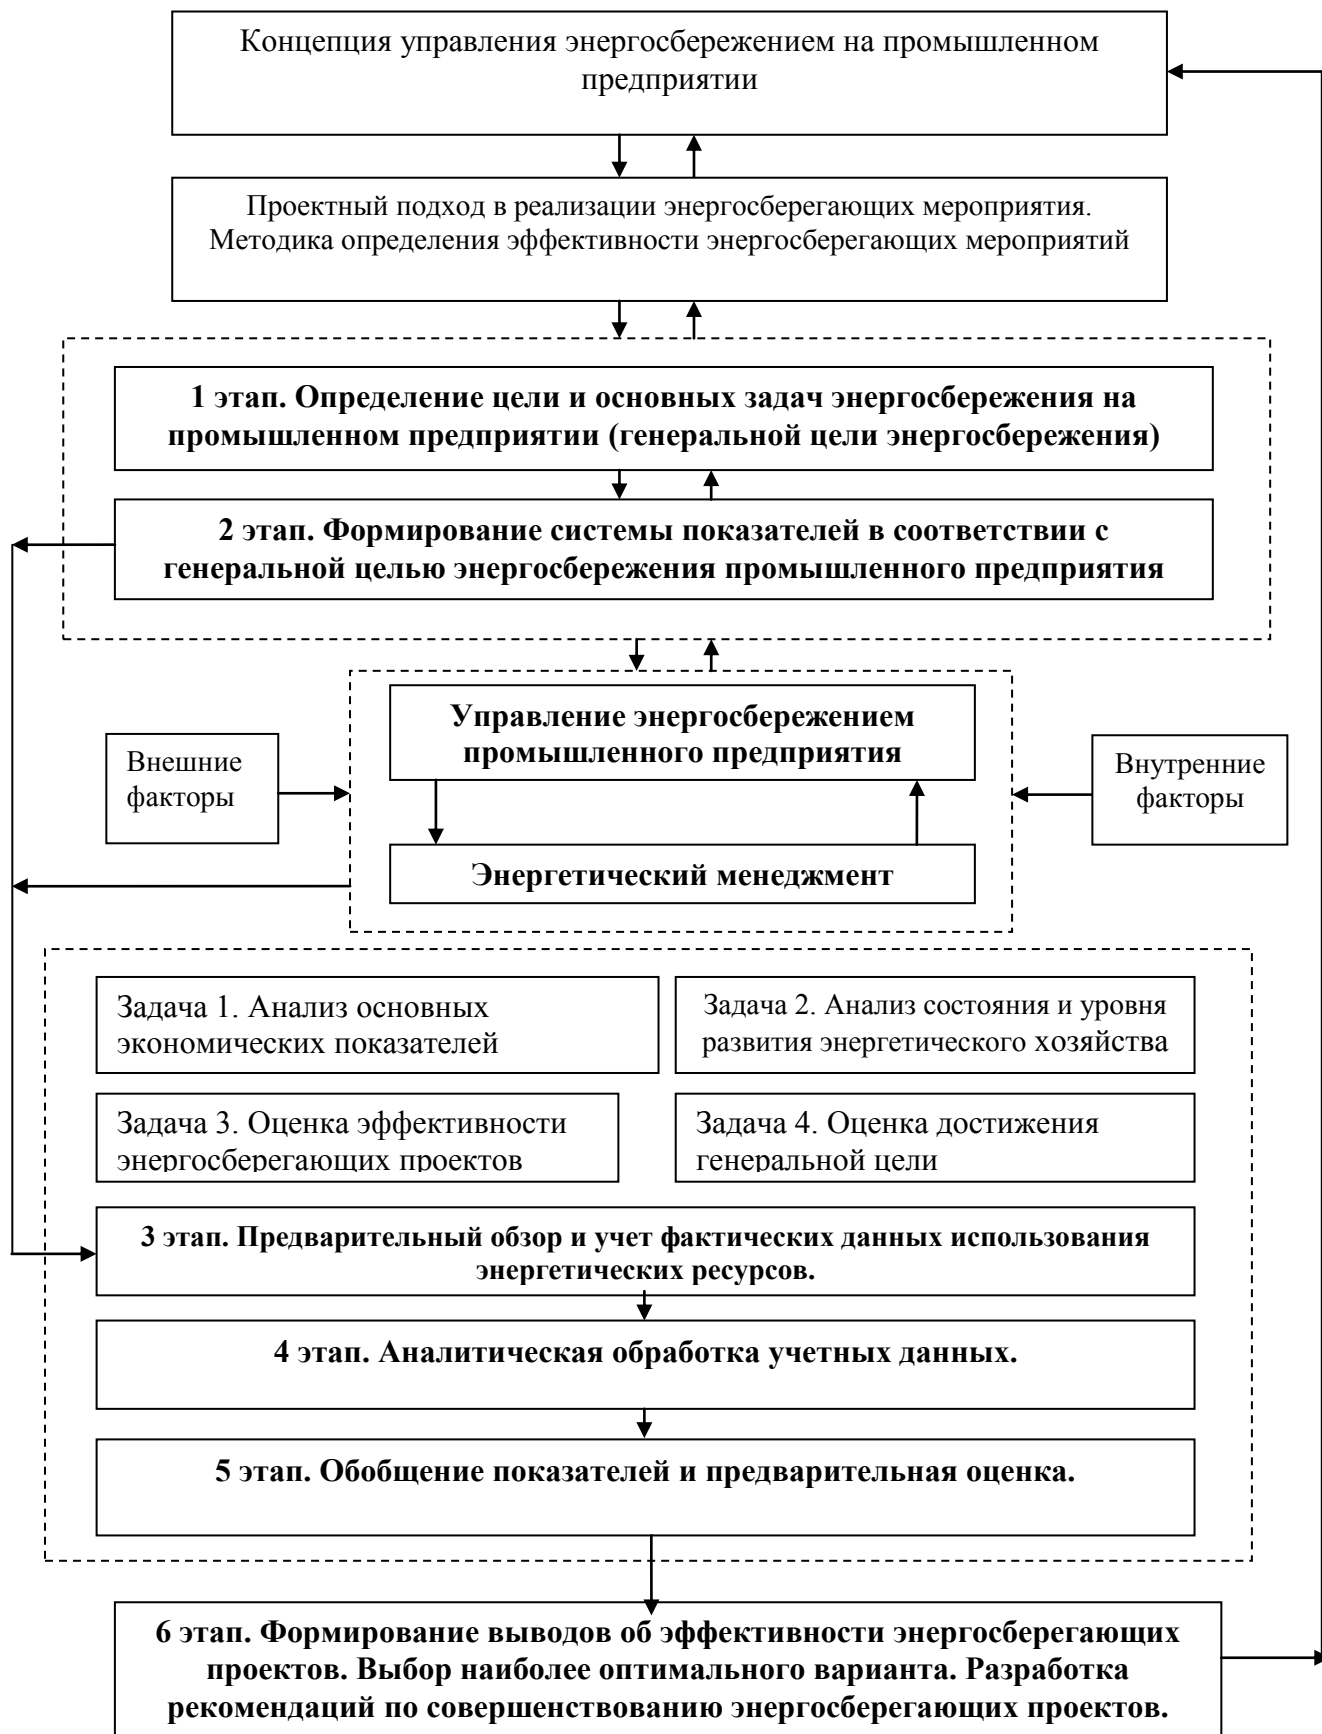 Концепция управления энергосбережением на промышленном
предприятии
Проектный подход в реализации энергосберегающих мероприятия.
Методика определения эффективности энергосберегающих мероприятий
1 этап. Определение цели и основных задач энергосбережения на
промышленном предприятии (генеральной цели энергосбережения)
2 этап. Формирование системы показателей в соответствии с
генеральной целью энергосбережения промышленного предприятия
Управление энергосбережением
промышленного предприятия
Внешние
факторы
Внутренние
факторы
Энергетический менеджмент
Задача 1. Анализ основных
экономических показателей
Задача 2. Анализ состояния и уровня
развития энергетического хозяйства
Задача 3. Оценка эффективности
энергосберегающих проектов
Задача 4. Оценка достижения
генеральной цели
3 этап. Предварительный обзор и учет фактических данных использования
энергетических ресурсов.
4 этап. Аналитическая обработка учетных данных.
5 этап. Обобщение показателей и предварительная оценка.
6 этап. Формирование выводов об эффективности энергосберегающих
проектов. Выбор наиболее оптимального варианта. Разработка
рекомендаций по совершенствованию энергосберегающих проектов.